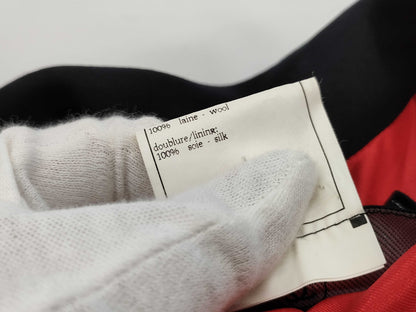 100% laine - wool
doublure/lining:
100% soie - silk